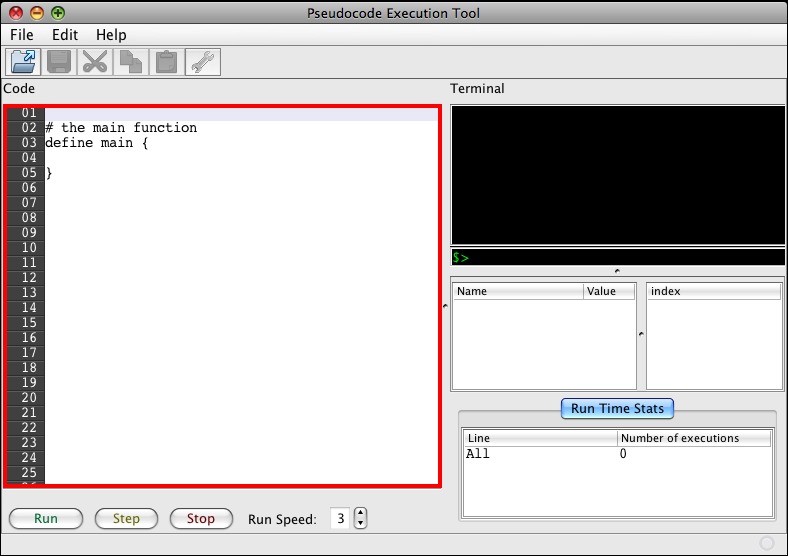 Pseudocode Execution Tool
File Edit Help
Code
01
02 # the main function
03 define main {
04
05 }
06
07
08
09
10
11
12
13
14
15
16
17
18
19
20
21
22
23
24
25
Run Step Stop Run Speed: 3
Terminal
$>
Name Value
index
Run Time Stats
Line Number of executions
All 0